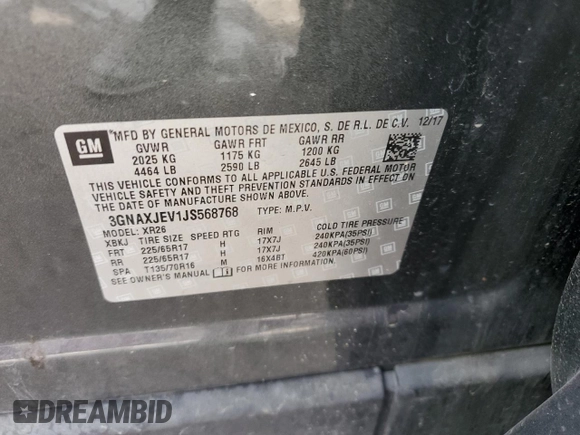 GM
MFD BY GENERAL MOTORS DE MEXICO, S. DE R.L. DE C.V. 12/17
GVWR GAWR FRT GAWR RR
2025 KG 1175 KG 1200 KG
4464 LB 2590 LB 2645 LB
THIS VEHICLE CONFORMS TO ALL APPLICABLE U.S. FEDERAL MOTOR
VEHICLE SAFETY AND THEFT PREVENTION STANDARDS IN EFFECT ON
THE DATE OF MANUFACTURE SHOWN ABOVE.
3GNAXJEV1JS568768 TYPE: M.P.V.
MODEL: XR26
XBKJ TIRE SIZE SPEED RTG RIM COLD TIRE PRESSURE
FRT 225/65R17 H 17X7J 240KPA(35PSI)
RR 225/65R17 H 17X7J 240KPA(35PSI)
SPA T135/70R16 M 16X4BT 420KPA(60PSI)
SEE OWNER'S MANUAL
DREAMBID